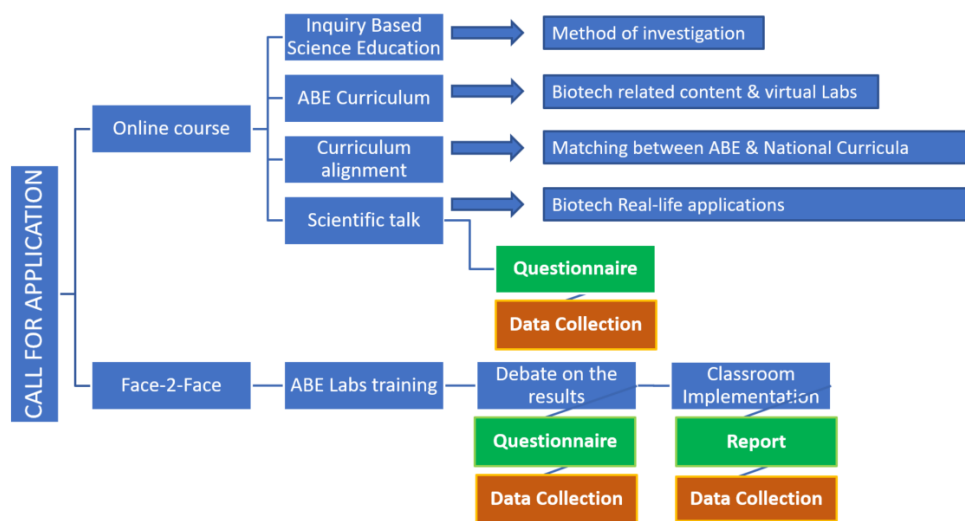 CALL FOR APPLICATION
Online course
Inquiry Based
Science Education
Method of investigation
ABE Curriculum
Biotech related content & virtual Labs
Curriculum
alignment
Matching between ABE & National Curricula
Scientific talk
Biotech Real-life applications
Questionnaire
Data Collection
Face-2-Face
ABE Labs training
Debate on the
results
Classroom
Implementation
Questionnaire
Report
Data Collection
Data Collection